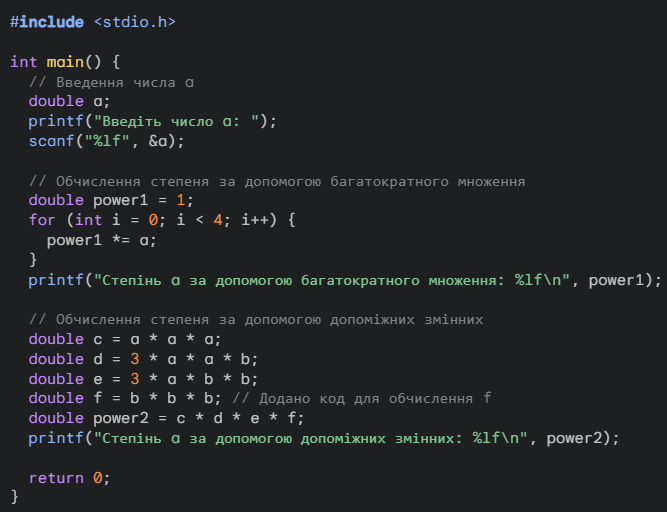 #include <stdio.h>
int main() {
// Введення числа a
double a;
printf("Введіть число a: ");
scanf("%lf", &a);
// Обчислення степеня за допомогою багатократного множення
double power1 = 1;
for (int i = 0; i < 4; i++) {
power1 *= a;
}
printf("Степінь a за допомогою багатократного множення: %lf\n", power1);
// Обчислення степеня за допомогою допоміжних змінних
double c = a * a * a;
double d = 3 * a * a * b;
double e = 3 * a * b * b;
double f = b * b * b; // Додано код для обчислення f
double power2 = c * d * e * f;
printf("Степінь a за допомогою допоміжних змінних: %lf\n", power2);
return 0;
}